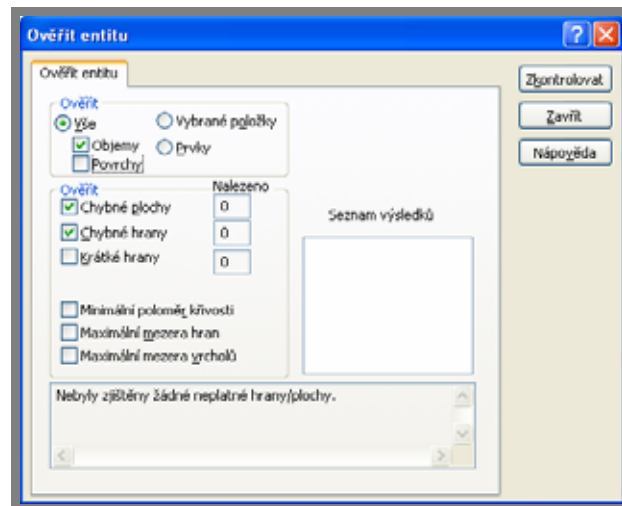 Ověřit entitu
Ověřit entitu
Ověřit
Vše
Vybrané položky
Objemy
Prvky
Povrchy
Ověřit
Nalezeno
Chybné plochy
0
Chybné hrany
0
Krátké hrany
0
Minimální poloměr křivosti
Maximální mezera hran
Maximální mezera vrcholů
Seznam výsledků
Nebyly zjištěny žádné neplatné hrany/plochy.
Zkontrolovat
Zavřít
Nápověda